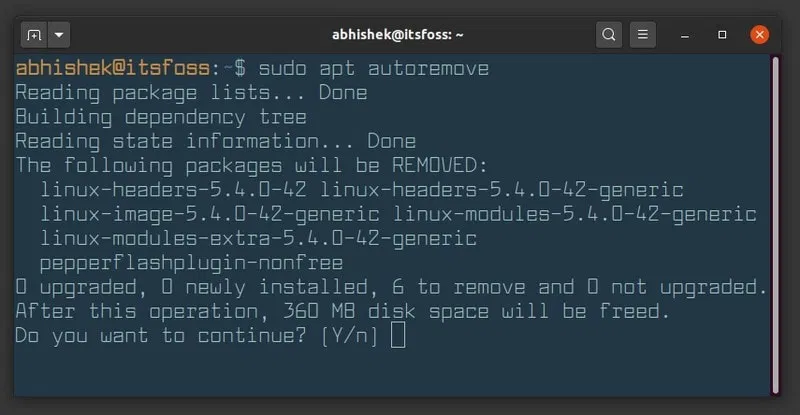 abhishek@itsfoss: ~
abhishek@itsfoss:~$ sudo apt autoremove
Reading package lists... Done
Building dependency tree
Reading state information... Done
The following packages will be REMOVED:
  linux-headers-5.4.0-42 linux-headers-5.4.0-42-generic
  linux-image-5.4.0-42-generic linux-modules-5.4.0-42-generic
  linux-modules-extra-5.4.0-42-generic
  pepperflashplugin-nonfree
0 upgraded, 0 newly installed, 6 to remove and 0 not upgraded.
After this operation, 360 MB disk space will be freed.
Do you want to continue? [Y/n]